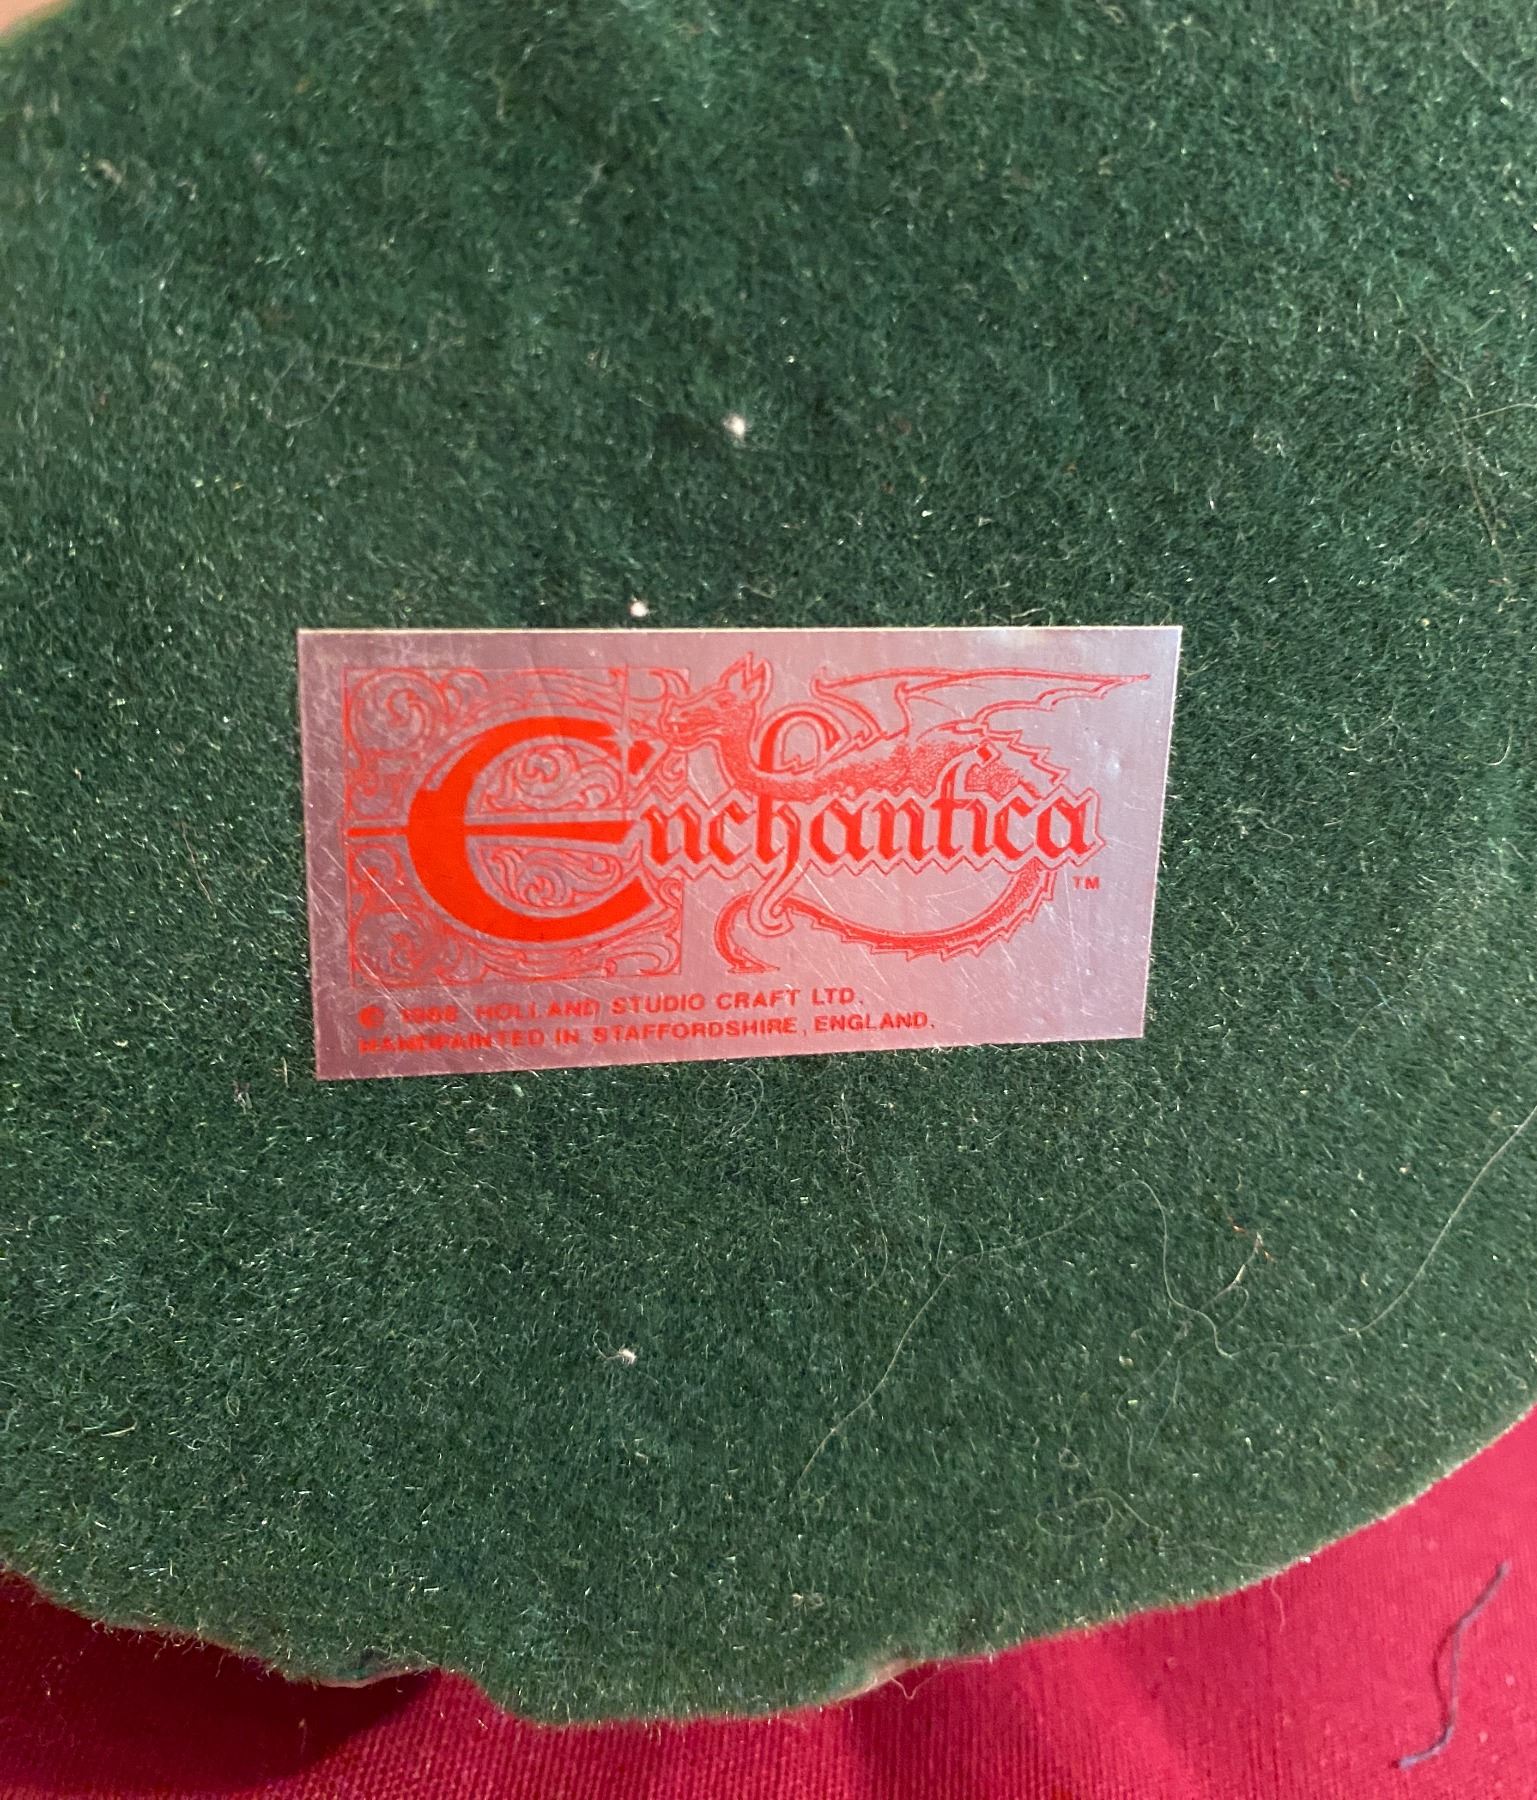 Enchantica
TM
© 1988 HOLLAND STUDIO CRAFT LTD.
HANDPAINTED IN STAFFORDSHIRE, ENGLAND.